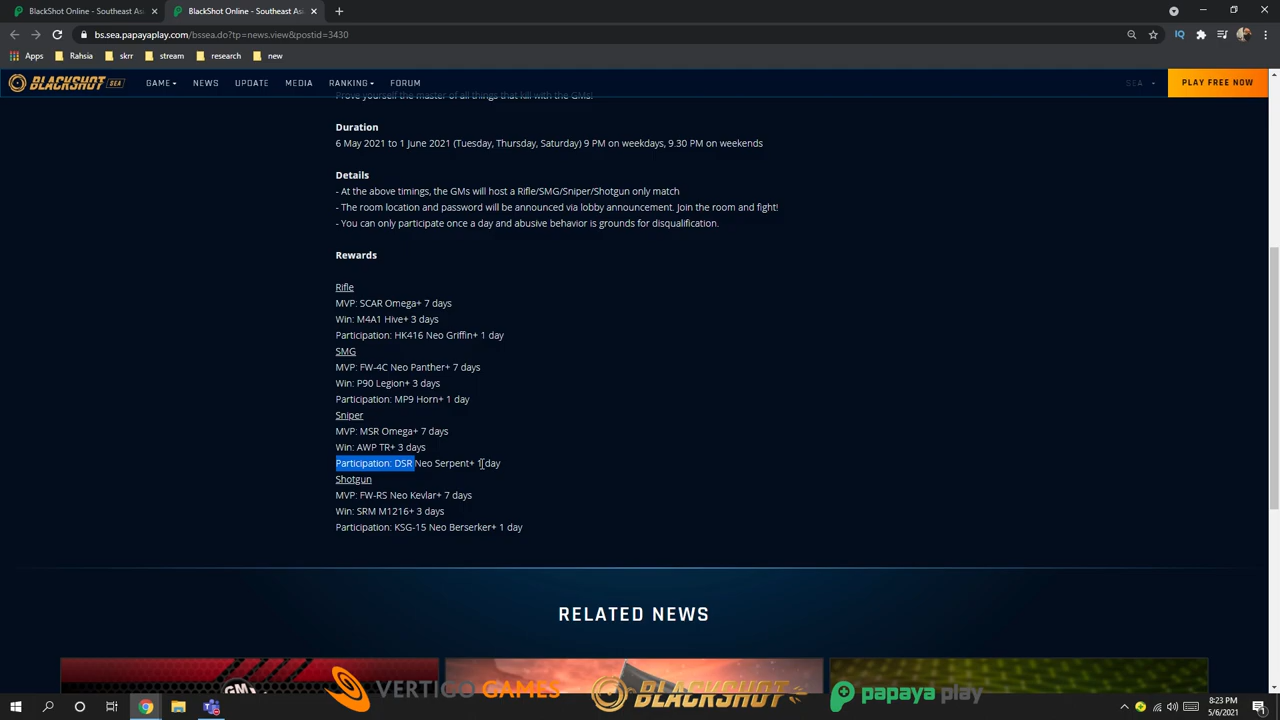 BlackShot Online - Southeast Asi
BlackShot Online - Southeast Asi
bs.sea.papayaplay.com/bssea.do?tp=news.view&postid=3430
Apps Rahsia skrr stream research new
BLACKSHOT SEA GAME NEWS UPDATE MEDIA RANKING FORUM SEA PLAY FREE NOW
Prove yourself the master of all things that kill with the GMs!
Duration
6 May 2021 to 1 June 2021 (Tuesday, Thursday, Saturday) 9 PM on weekdays, 9.30 PM on weekends
Details
- At the above timings, the GMs will host a Rifle/SMG/Sniper/Shotgun only match
- The room location and password will be announced via lobby announcement. Join the room and fight!
- You can only participate once a day and abusive behavior is grounds for disqualification.
Rewards
Rifle
MVP: SCAR Omega+ 7 days
Win: M4A1 Hive+ 3 days
Participation: HK416 Neo Griffin+ 1 day
SMG
MVP: FW-4C Neo Panther+ 7 days
Win: P90 Legion+ 3 days
Participation: MP9 Horn+ 1 day
Sniper
MVP: MSR Omega+ 7 days
Win: AWP TR+ 3 days
Participation: DSR Neo Serpent+ 1 day
Shotgun
MVP: FW-RS Neo Kevlar+ 7 days
Win: SRM M1216+ 3 days
Participation: KSG-15 Neo Berserker+ 1 day
RELATED NEWS
GM
VERTIGO GAMES BLACKSHOT papaya play
8:23 PM
5/6/2021